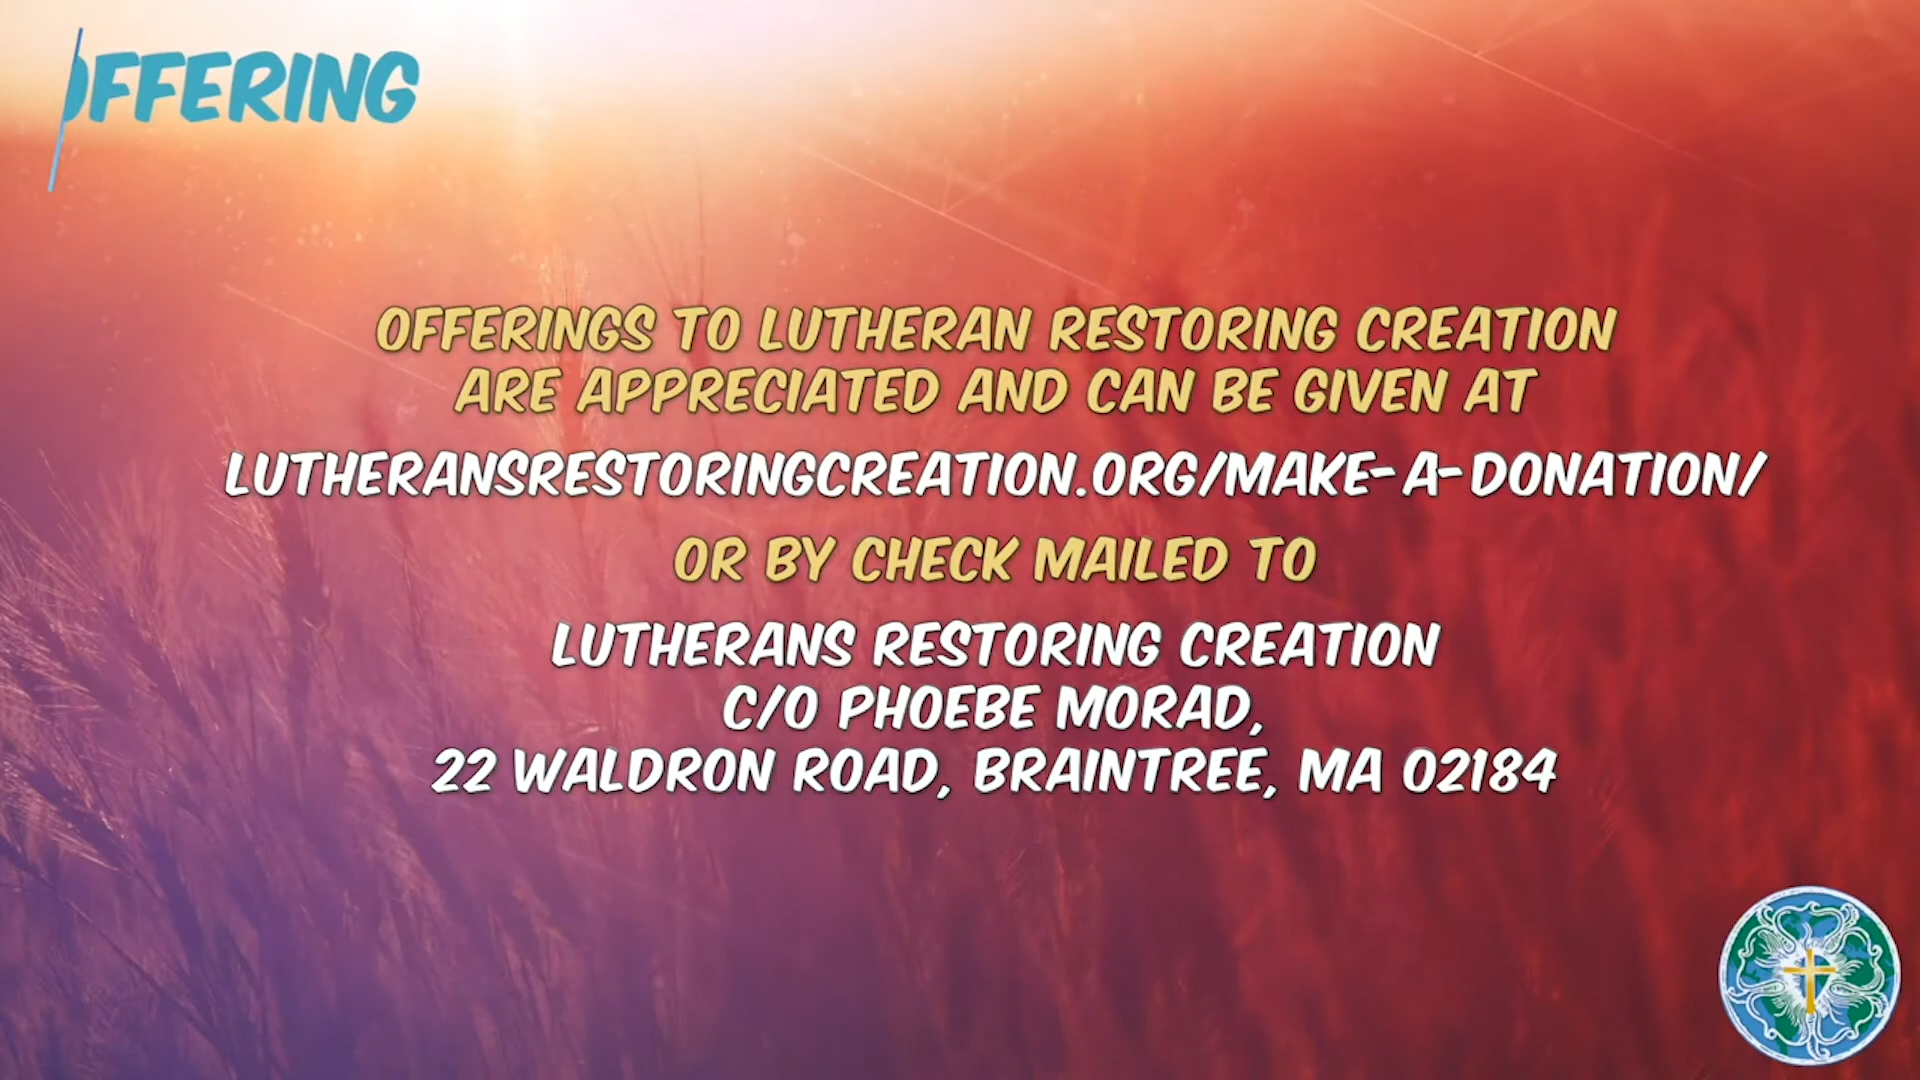 OFFERING
OFFERINGS TO LUTHERAN RESTORING CREATION
ARE APPRECIATED AND CAN BE GIVEN AT
LUTHERANSRESTORINGCREATION.ORG/MAKE-A-DONATION/
OR BY CHECK MAILED TO
LUTHERANS RESTORING CREATION
C/O PHOEBE MORAD,
22 WALDRON ROAD, BRAINTREE, MA 02184